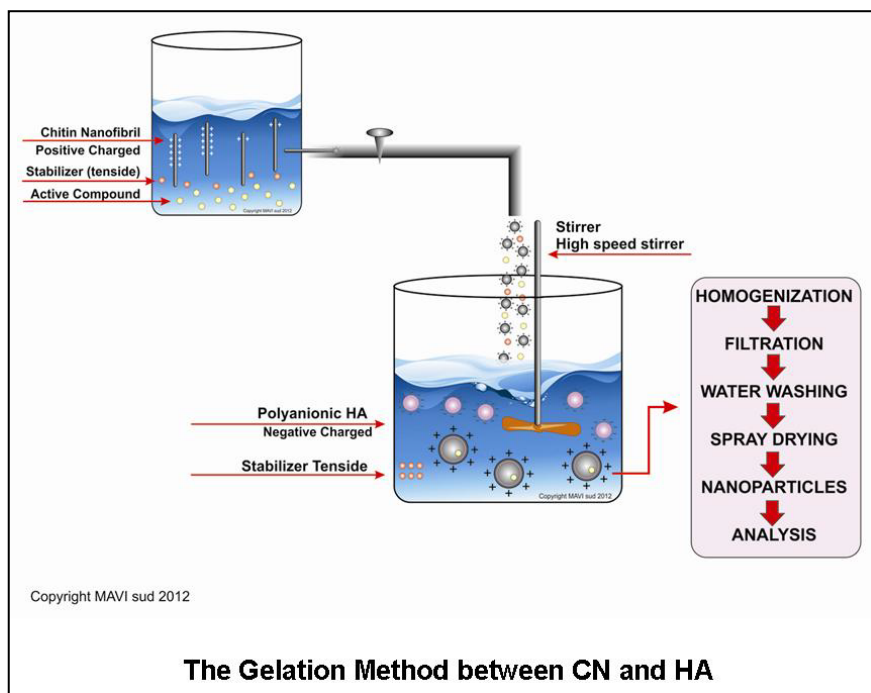 Chitin Nanofibril
Positive Charged
Stabilizer (tenside)
Active Compound
Copyright MAVI sud 2012
Stirrer
High speed stirrer
Polyanionic HA
Negative Charged
Stabilizer Tenside
Copyright MAVI sud 2012
HOMOGENIZATION
FILTRATION
WATER WASHING
SPRAY DRYING
NANOPARTICLES
ANALYSIS
Copyright MAVI sud 2012
The Gelation Method between CN and HA